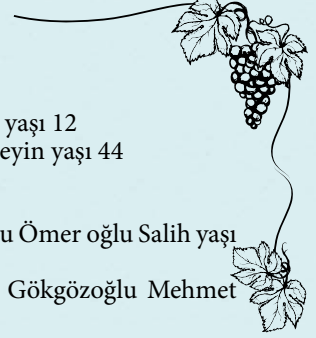 yaşı 12
eyin yaşı 44
u Ömer oğlu Salih yaşı
Gökgözoğlu Mehmet